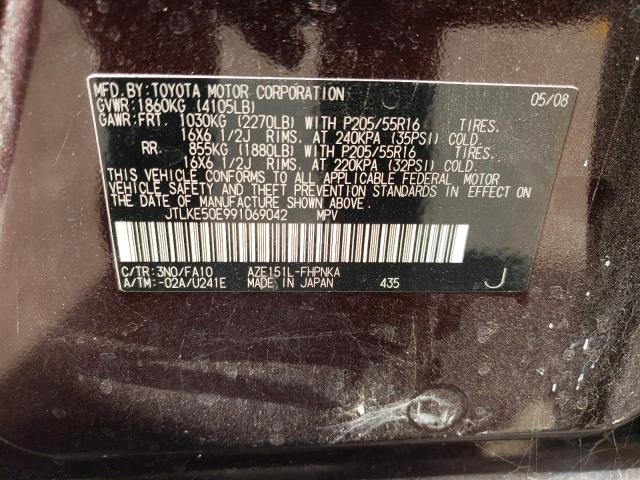 MFD. BY: TOYOTA MOTOR CORPORATION 05/08
GVWR: 1860KG (4105LB)
GAWR: FRT. 1030KG (2270LB) WITH P205/55R16 TIRES,
16X6 1/2J RIMS, AT 240KPA (35PSI) COLD.
RR. 855KG (1880LB) WITH P205/55R16 TIRES,
16X6 1/2J RIMS, AT 220KPA (32PSI) COLD.
THIS VEHICLE CONFORMS TO ALL APPLICABLE FEDERAL MOTOR
VEHICLE SAFETY AND THEFT PREVENTION STANDARDS IN EFFECT ON
THE DATE OF MANUFACTURE SHOWN ABOVE.
JTLKE50E991069042 MPV
C/TR: 3N0/FA10 AZE151L-FHPNKA
A/TM: -02A/U241E MADE IN JAPAN 435 J